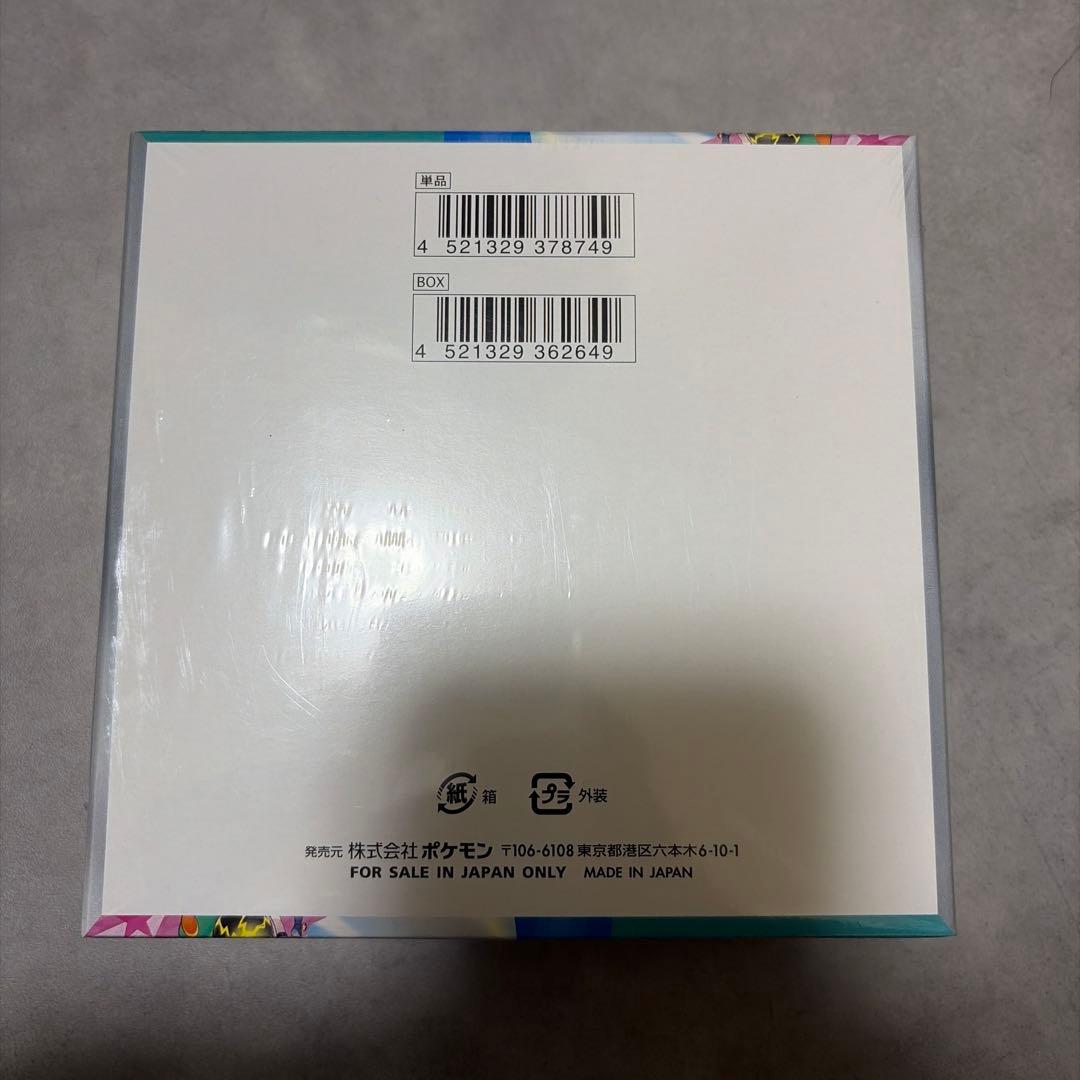 単品
4 521329 378749
BOX
4 521329 362649
紙 箱 プラ 外装
発売元 株式会社ポケモン 〒106-6108 東京都港区六本木6-10-1
FOR SALE IN JAPAN ONLY MADE IN JAPAN